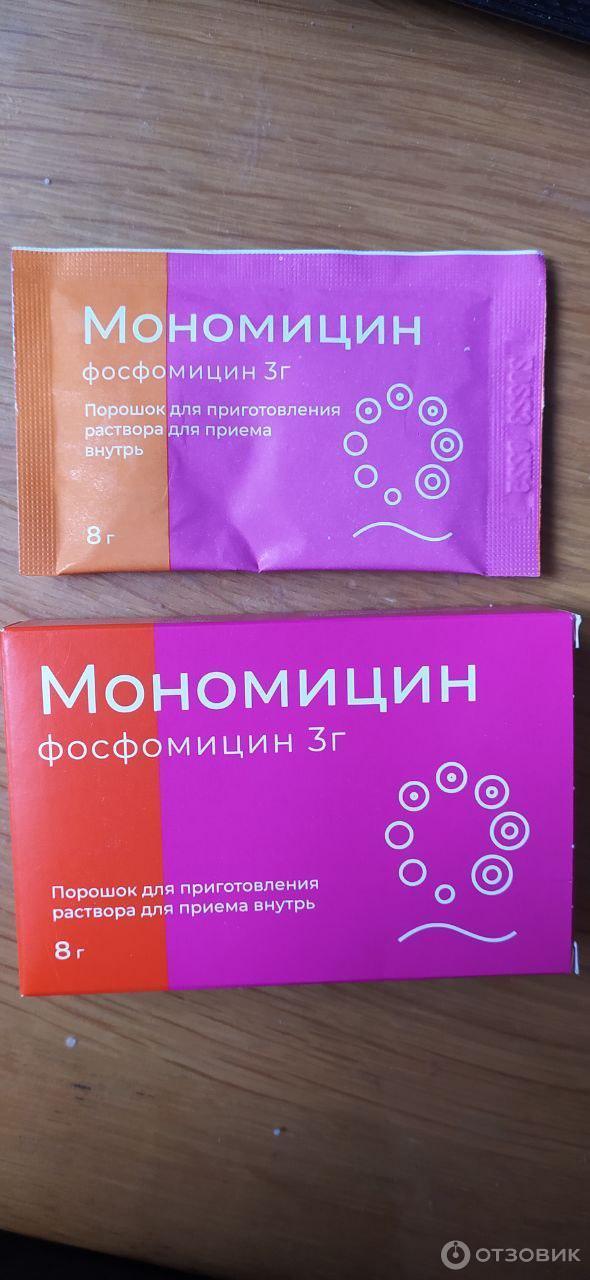 Мономицин
фосфомицин 3г
Порошок для приготовления
раствора для приема
внутрь
8 г
Мономицин
фосфомицин 3г
Порошок для приготовления
раствора для приема внутрь
8 г
ОТЗОВИК